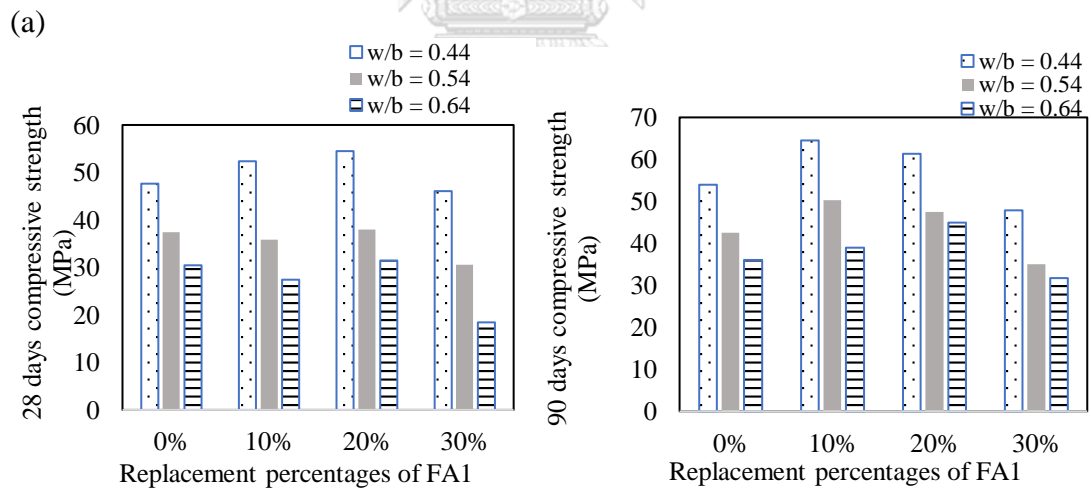 (a)
w/b = 0.44
w/b = 0.54
w/b = 0.64
28 days compressive strength
(MPa)
60
50
40
30
20
10
0
0% 10% 20% 30%
Replacement percentages of FA1
w/b = 0.44
w/b = 0.54
w/b = 0.64
90 days compressive strength
(MPa)
70
60
50
40
30
20
10
0
0% 10% 20% 30%
Replacement percentages of FA1